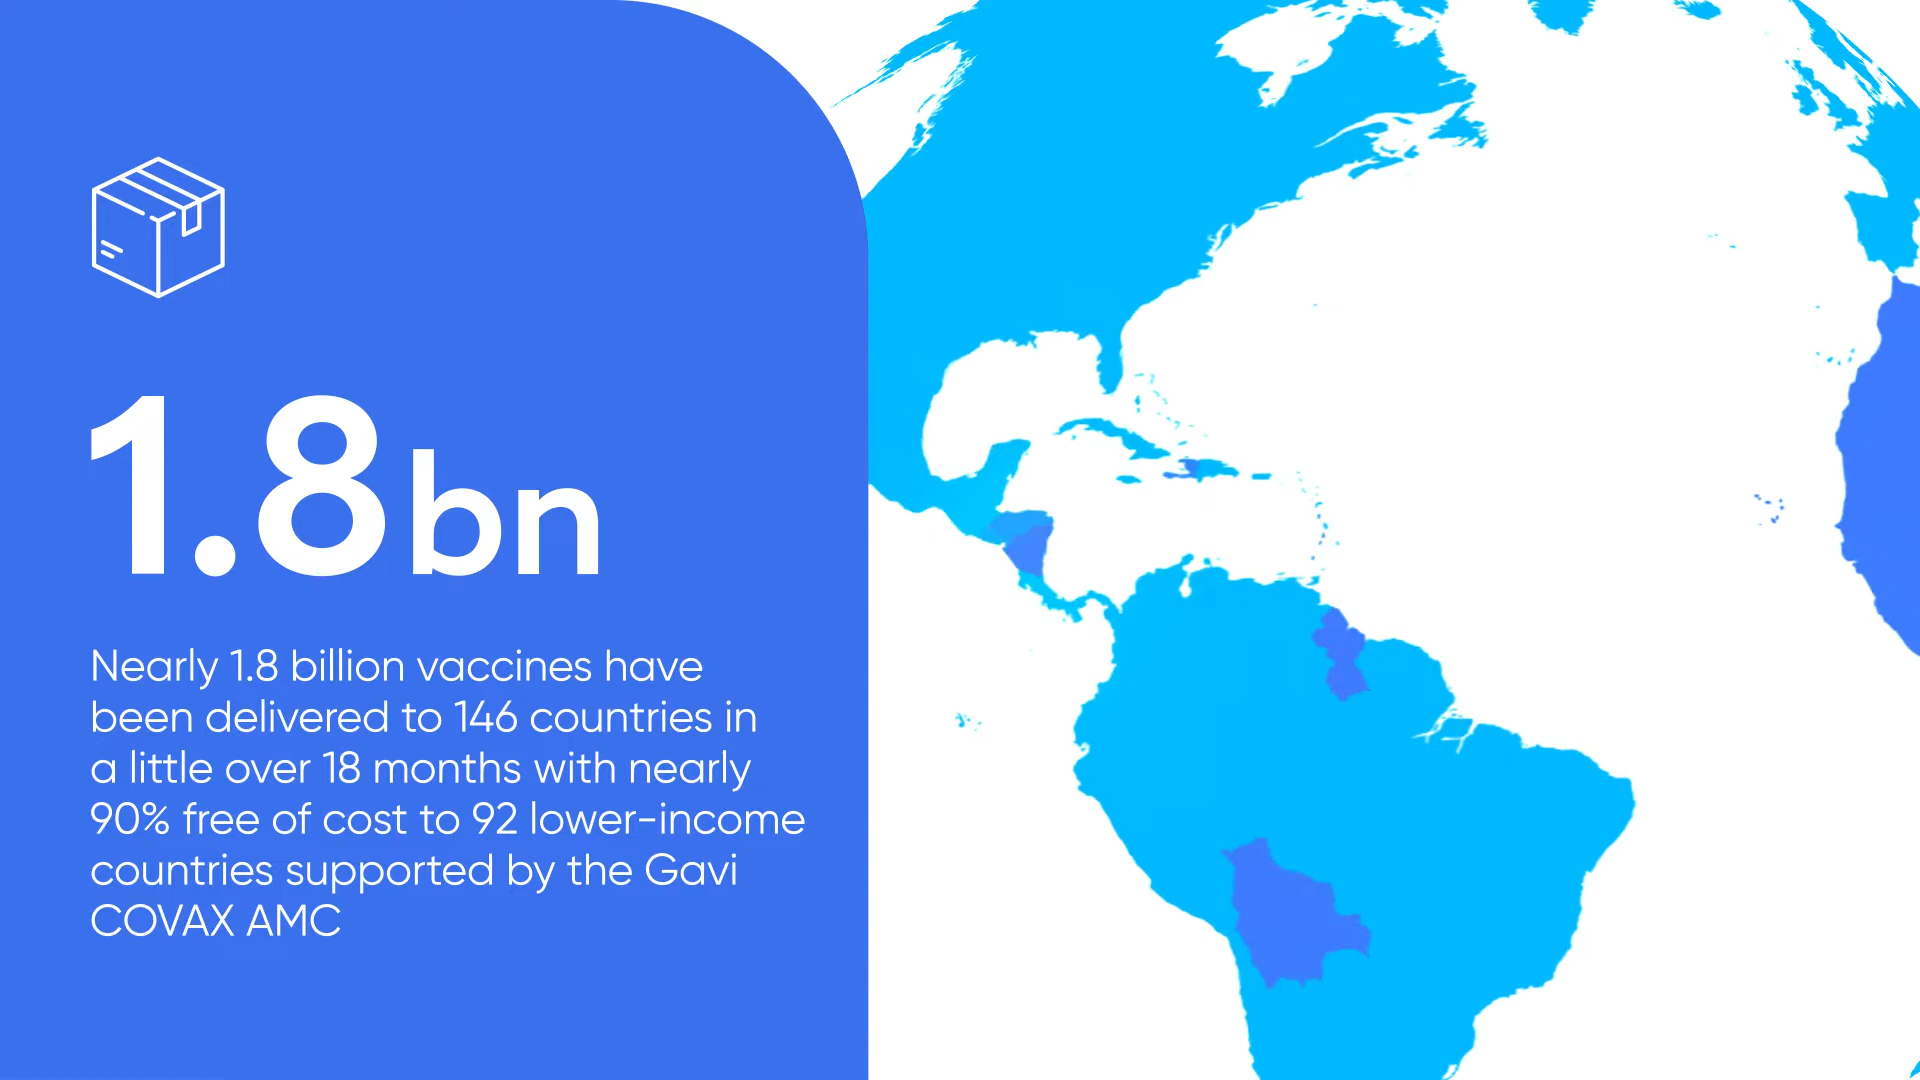 1.8bn
Nearly 1.8 billion vaccines have
been delivered to 146 countries in
a little over 18 months with nearly
90% free of cost to 92 lower-income
countries supported by the Gavi
COVAX AMC